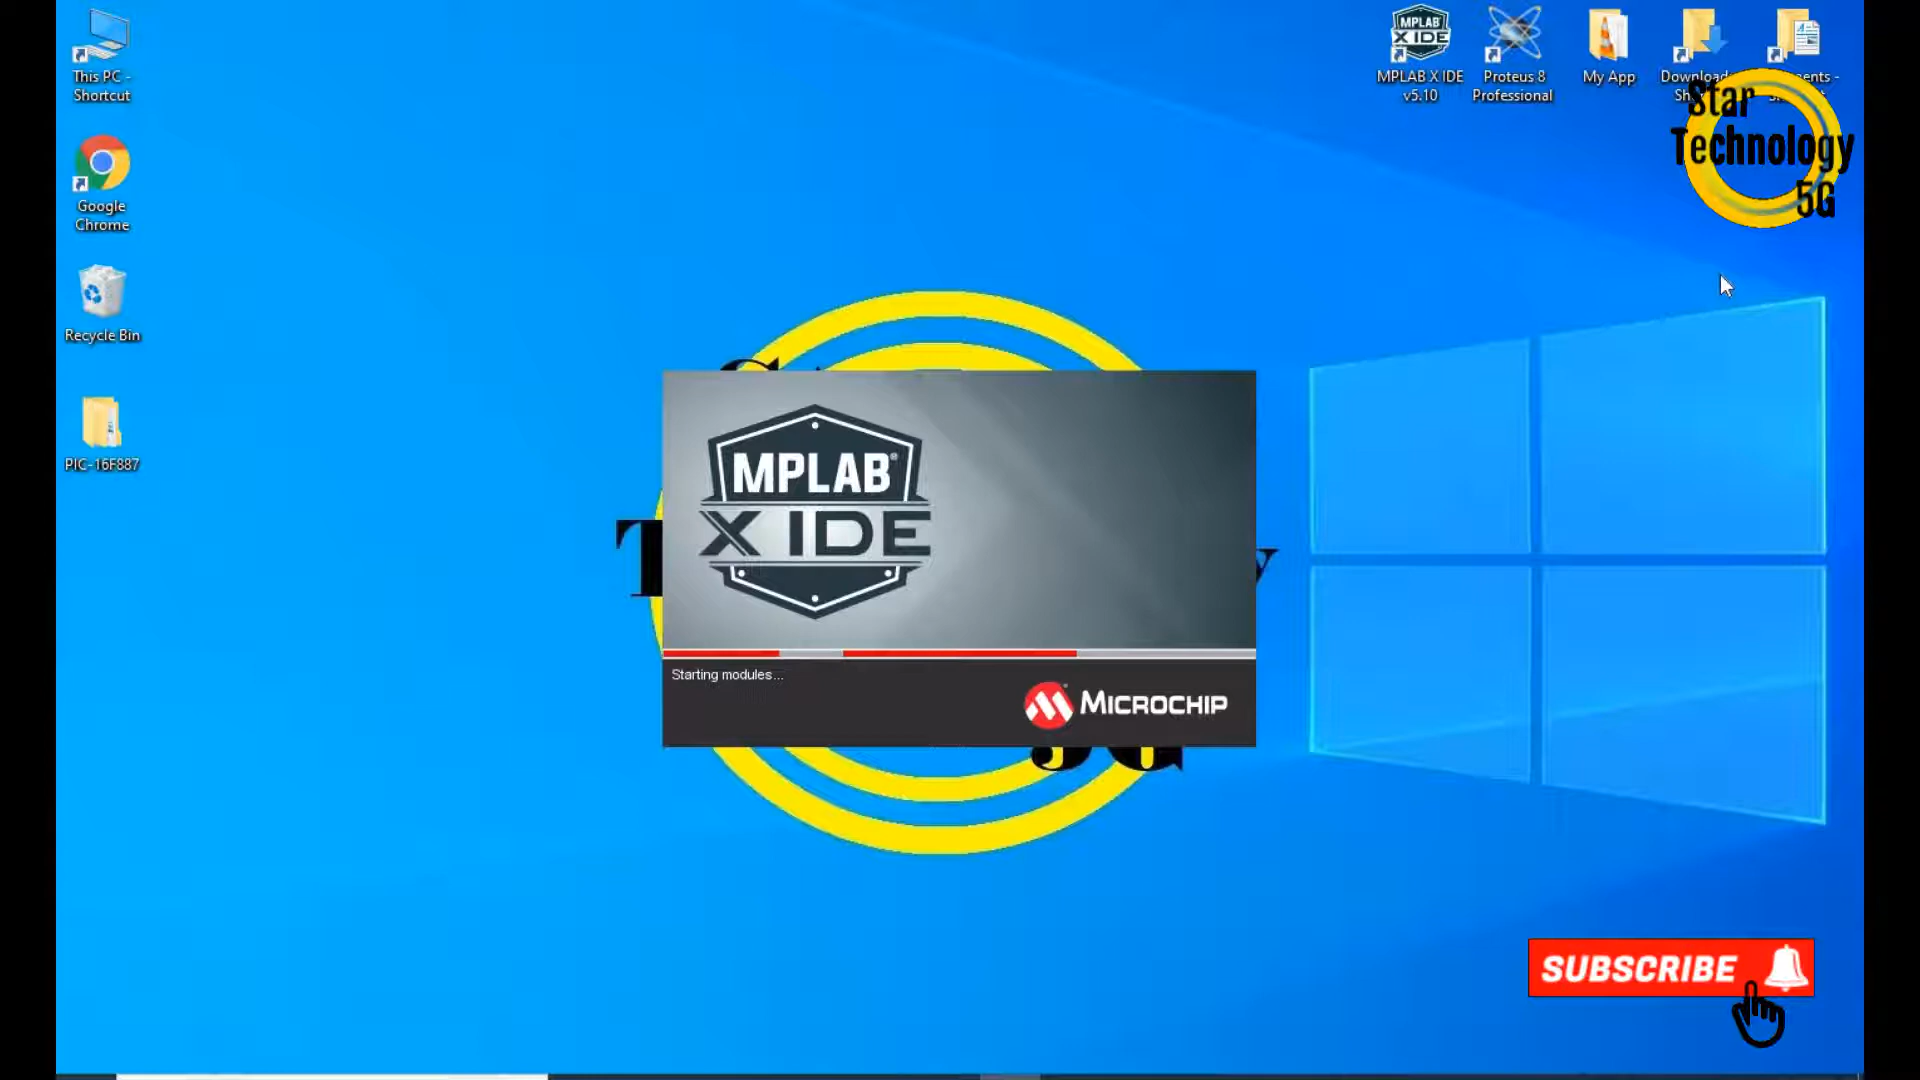 This PC -
Shortcut
Google
Chrome
Recycle Bin
PIC-16F887
MPLAB
X IDE
MPLAB X IDE
v5.10
Proteus 8
Professional
My App
Star
Technology
5G
MPLAB®
X IDE
Starting modules...
MICROCHIP
SUBSCRIBE